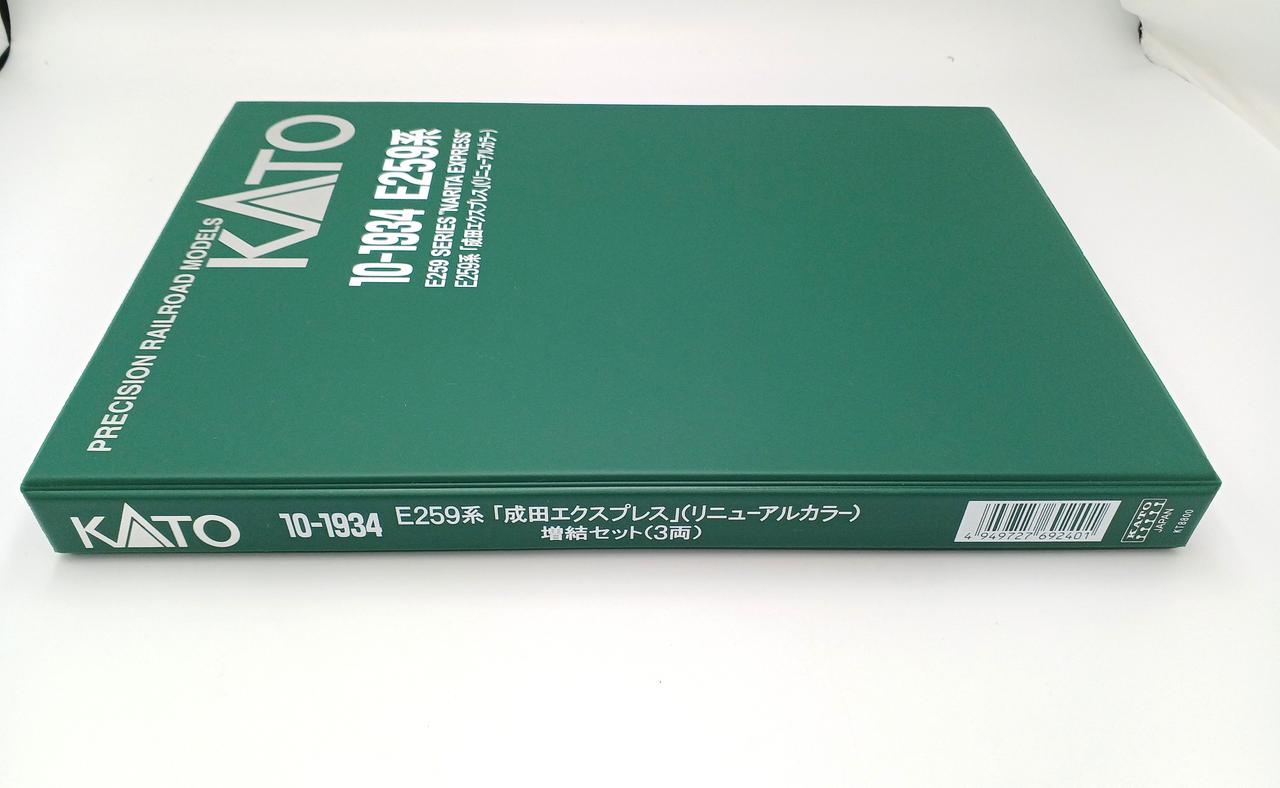 PRECISION RAILROAD MODELS
KATO
10-1934 E259系
E259 SERIES "NARITA EXPRESS"
E259系「成田エクスプレス」(リニューアルカラー)
KATO
10-1934
E259系「成田エクスプレス」(リニューアルカラー)
増結セット(3両)
4 949727 692401
KATO
JAPAN
KT8800